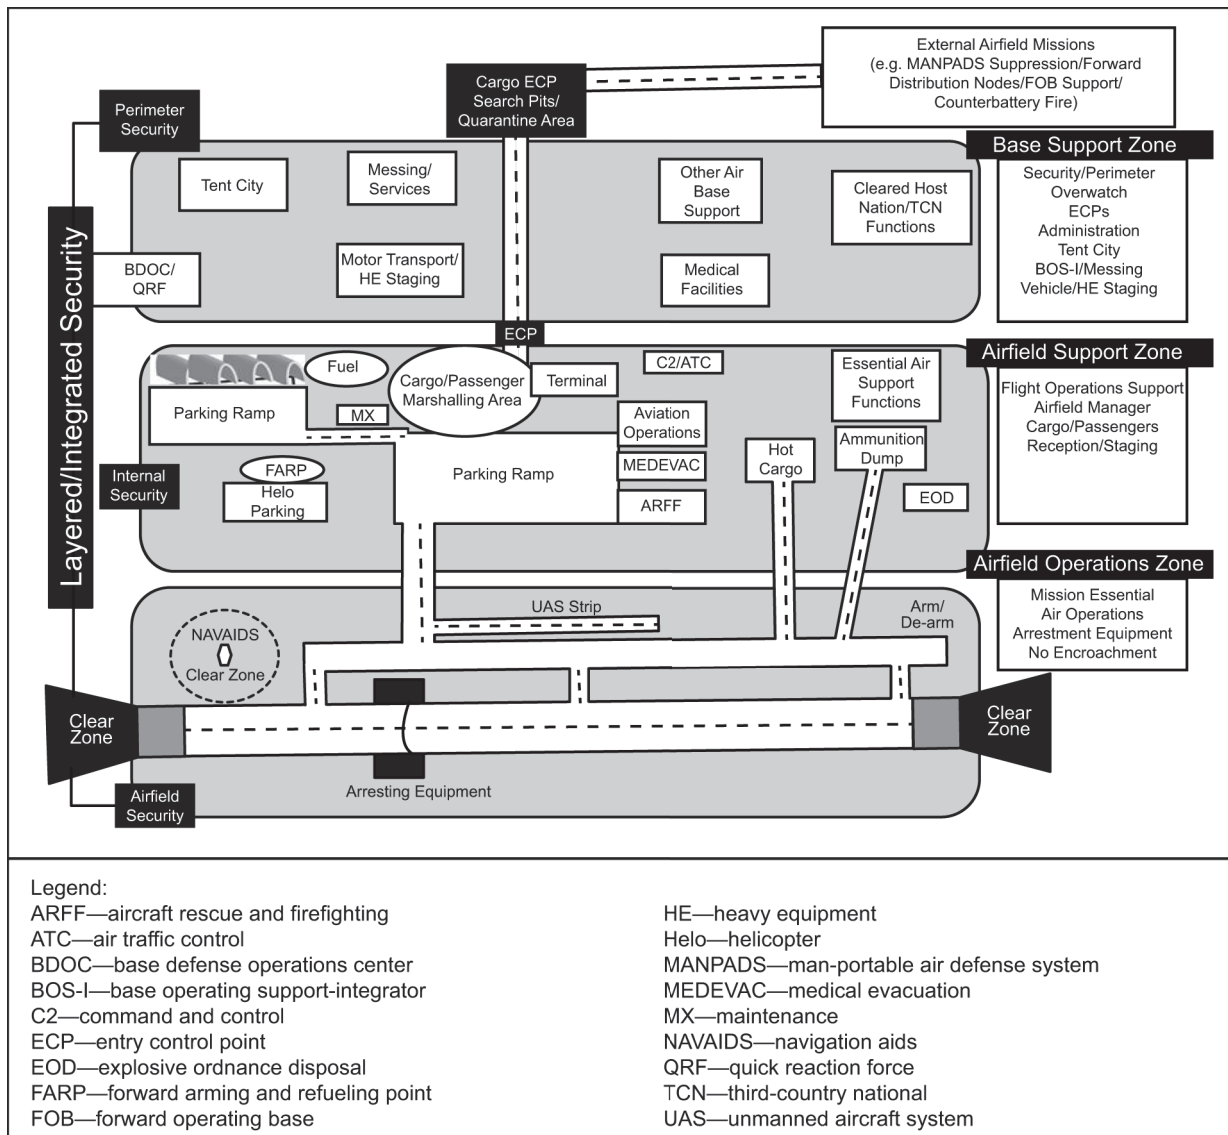 External Airfield Missions
(e.g. MANPADS Suppression/Forward
Distribution Nodes/FOB Support/
Counterbattery Fire)
Cargo ECP
Search Pits/
Quarantine Area
Perimeter
Security
Base Support Zone
Security/Perimeter
Overwatch
ECPs
Administration
Tent City
BOS-I/Messing
Vehicle/HE Staging
Tent City
Messing/
Services
Other Air
Base
Support
Cleared Host
Nation/TCN
Functions
BDOC/
QRF
Motor Transport/
HE Staging
Medical
Facilities
Layered/Integrated Security
ECP
Airfield Support Zone
Flight Operations Support
Airfield Manager
Cargo/Passengers
Reception/Staging
Fuel
Cargo/Passenger
Marshalling Area
Terminal
C2/ATC
Essential Air
Support
Functions
Parking Ramp
MX
Aviation
Operations
Hot
Cargo
Ammunition
Dump
Internal
Security
FARP
Helo
Parking
Parking Ramp
MEDEVAC
ARFF
EOD
Airfield Operations Zone
Mission Essential
Air Operations
Arrestment Equipment
No Encroachment
UAS Strip
Arm/
De-arm
NAVAIDS
Clear Zone
Clear
Zone
Clear
Zone
Arresting Equipment
Airfield
Security
Legend:
ARFF—aircraft rescue and firefighting
ATC—air traffic control
BDOC—base defense operations center
BOS-I—base operating support-integrator
C2—command and control
ECP—entry control point
EOD—explosive ordnance disposal
FARP—forward arming and refueling point
FOB—forward operating base
HE—heavy equipment
Helo—helicopter
MANPADS—man-portable air defense system
MEDEVAC—medical evacuation
MX—maintenance
NAVAIDS—navigation aids
QRF—quick reaction force
TCN—third-country national
UAS—unmanned aircraft system